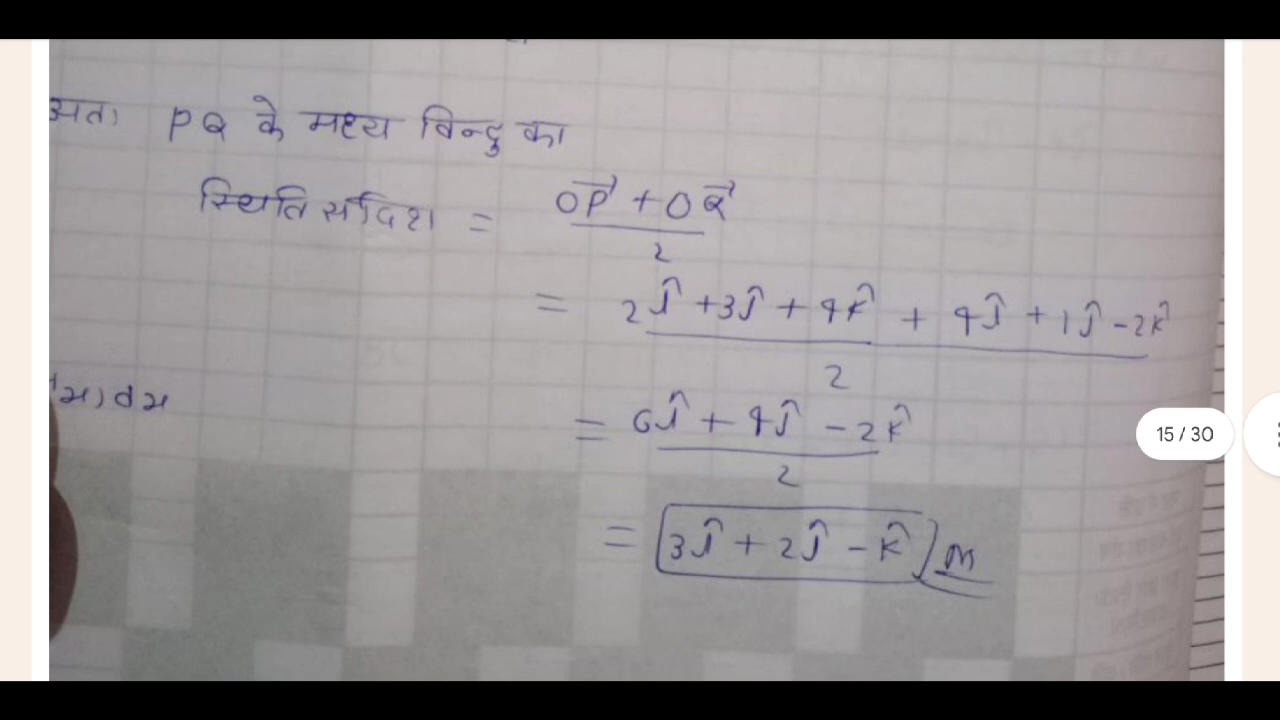 अतः PQ के मध्य विन्दु का
स्थिति सदिश = OP⃗ + OQ⃗ / 2
= 2î + 3ĵ + 4k̂ + 4î + 1ĵ - 2k̂ / 2
= 6î + 4ĵ - 2k̂ / 2
15 / 30
= 3î + 2ĵ - k̂